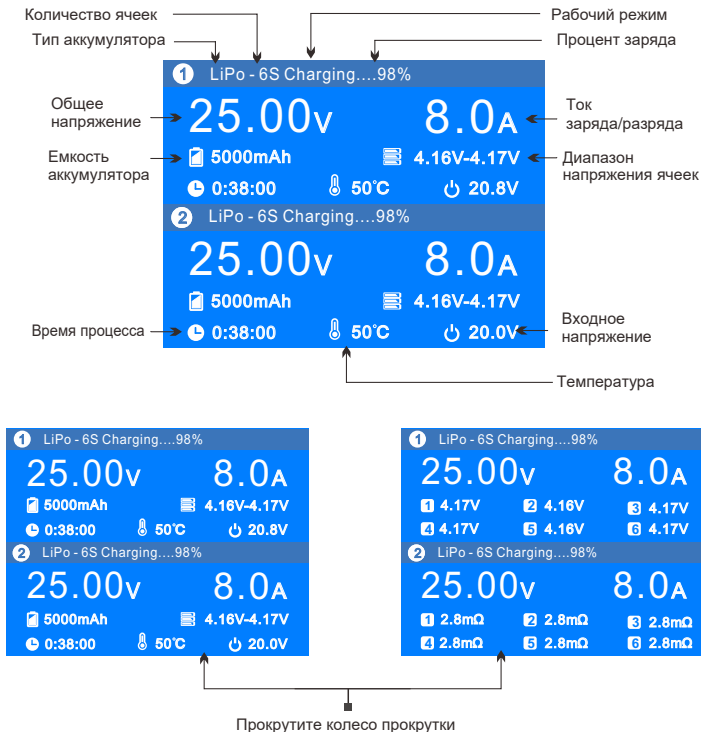 Количество ячеек
Рабочий режим
Тип аккумулятора
Процент заряда
1 LiPo - 6S Charging....98%
Общее
напряжение
25.00v
8.0A
Ток
заряда/разряда
Емкость
аккумулятора
5000mAh
4.16V-4.17V
Диапазон
напряжения ячеек
0:38:00
50°C
20.8V
2 LiPo - 6S Charging....98%
25.00v
8.0A
5000mAh
4.16V-4.17V
Время процесса
0:38:00
50°C
20.0V
Входное
напряжение
Температура
1 LiPo - 6S Charging....98%
25.00v 8.0A
5000mAh 4.16V-4.17V
0:38:00 50°C 20.8V
2 LiPo - 6S Charging....98%
25.00v 8.0A
5000mAh 4.16V-4.17V
0:38:00 50°C 20.0V
1 LiPo - 6S Charging....98%
25.00v 8.0A
1 4.17V 2 4.16V 3 4.17V
4 4.17V 5 4.16V 6 4.17V
2 LiPo - 6S Charging....98%
25.00v 8.0A
1 2.8mΩ 2 2.8mΩ 3 2.8mΩ
4 2.8mΩ 5 2.8mΩ 6 2.8mΩ
Прокрутите колесо прокрутки